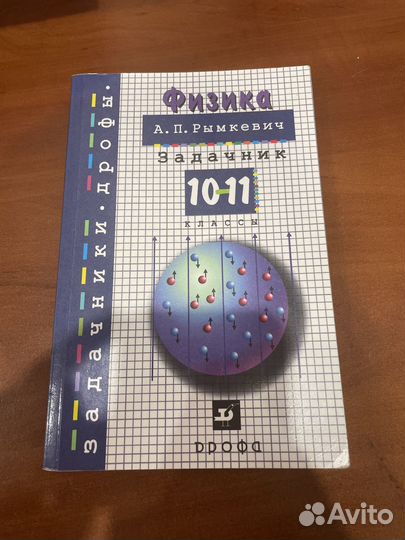 Физика
А.П.Рымкевич
Задачник
10-11
классы
задачники.дрофы.
дрофа
Avito